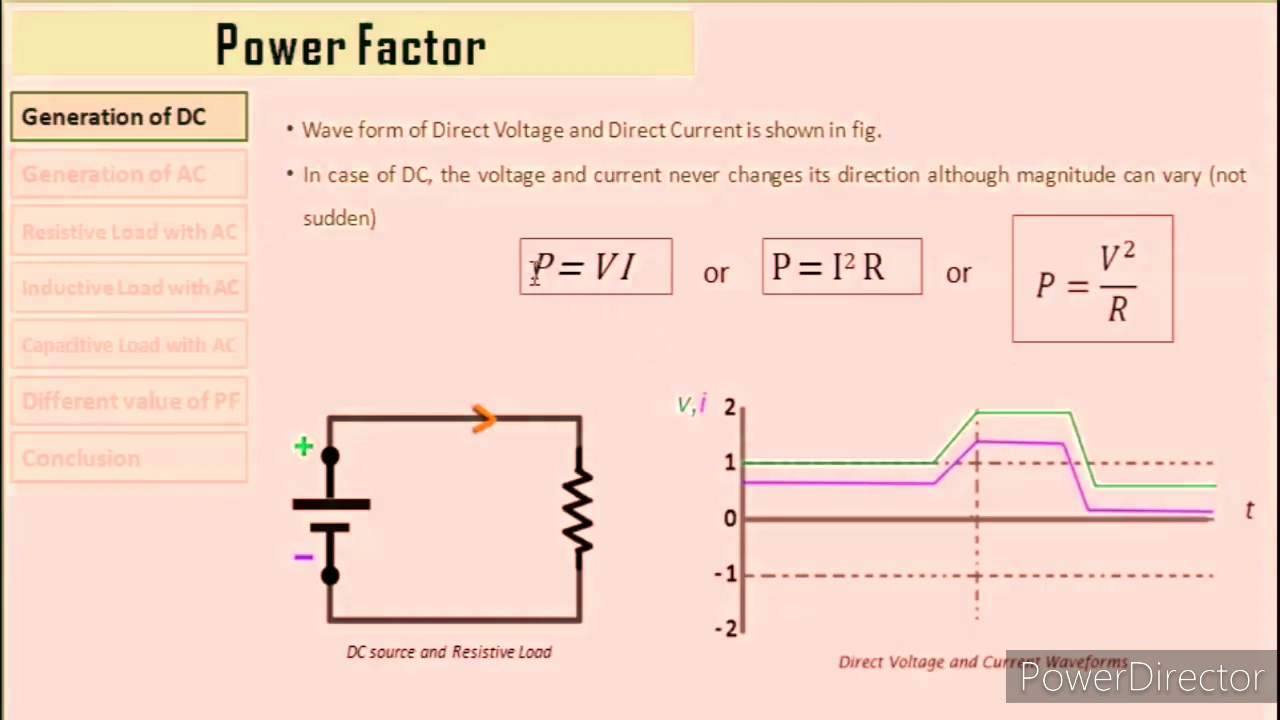 Power Factor
Generation of DC
Generation of AC
Resistive Load with AC
Inductive Load with AC
Capacitive Load with AC
Different value of PF
Conclusion
• Wave form of Direct Voltage and Direct Current is shown in fig.
• In case of DC, the voltage and current never changes its direction although magnitude can vary (not
sudden)
P = V I or P = I² R or P = V²/R
+
−
DC source and Resistive Load
v,i
2
1
0
-1
-2
t
Direct Voltage and Current Waveforms
PowerDirector